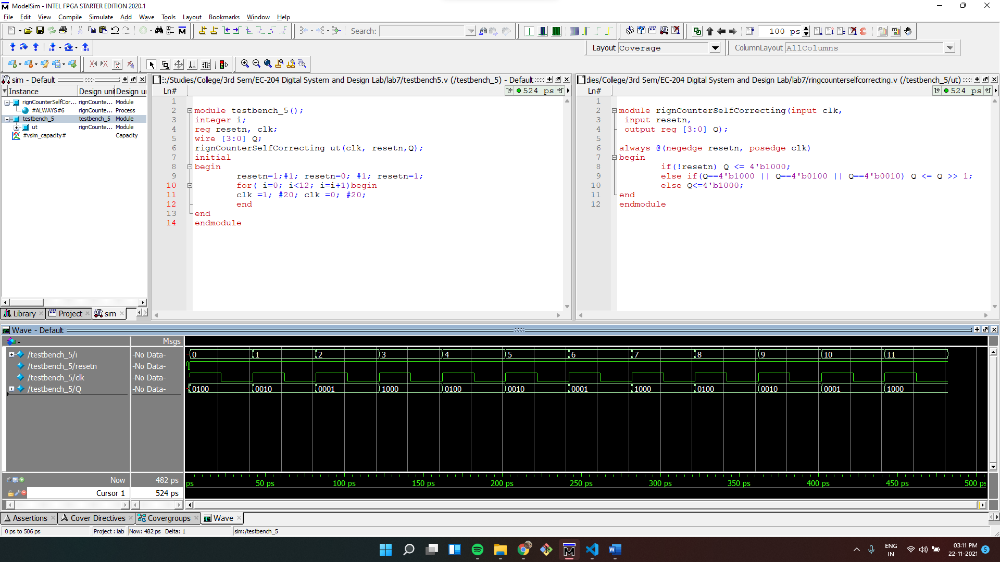 ModelSim - INTEL FPGA STARTER EDITION 2020.1
File Edit View Compile Simulate Add Wave Tools Layout Bookmarks Window Help
Search:
100 ps
Layout Coverage
ColumnLayout AllColumns
sim - Default
Instance Design unit Design u
rignCounterSelfCor... rignCounte... Module
#ALWAYS#6 rignCounte... Process
testbench_5 testbench_5 Module
ut rignCounte... Module
#vsim_capacity# Capacity
Library Project sim
:/Studies/College/3rd Sem/EC-204 Digital System and Design Lab/lab7/testbench5.v (/testbench_5) - Default
Ln# 524 ps
1
2 module testbench_5();
3 integer i;
4 reg resetn, clk;
5 wire [3:0] Q;
6 rignCounterSelfCorrecting ut(clk, resetn,Q);
7 initial
8 begin
9 resetn=1;#1; resetn=0; #1; resetn=1;
10 for( i=0; i<12; i=i+1)begin
11 clk =1; #20; clk =0; #20;
12 end
13 end
14 endmodule
dies/College/3rd Sem/EC-204 Digital System and Design Lab/lab7/ringcounterselfcorrecting.v (/testbench_5/ut)
Ln# 524 ps
1
2 module rignCounterSelfCorrecting(input clk,
3 input resetn,
4 output reg [3:0] Q);
5
6 always @(negedge resetn, posedge clk)
7 begin
8 if(!resetn) Q <= 4'b1000;
9 else if(Q==4'b1000 || Q==4'b0100 || Q==4'b0010) Q <= Q >> 1;
10 else Q<=4'b1000;
11 end
12 endmodule
Wave - Default
Msgs
/testbench_5/i -No Data- 0 1 2 3 4 5 6 7 8 9 10 11
/testbench_5/resetn -No Data-
/testbench_5/clk -No Data-
/testbench_5/Q -No Data- 0100 0010 0001 1000 0100 0010 0001 1000 0100 0010 0001 1000
Now 482 ps
ps 50 ps 100 ps 150 ps 200 ps 250 ps 300 ps 350 ps 400 ps 450 ps 500 ps
Cursor 1 524 ps
Assertions Cover Directives Covergroups Wave
0 ps to 506 ps Project : lab Now: 482 ps Delta: 1 sim:/testbench_5
ENG
IN
03:11 PM
22-11-2021
5